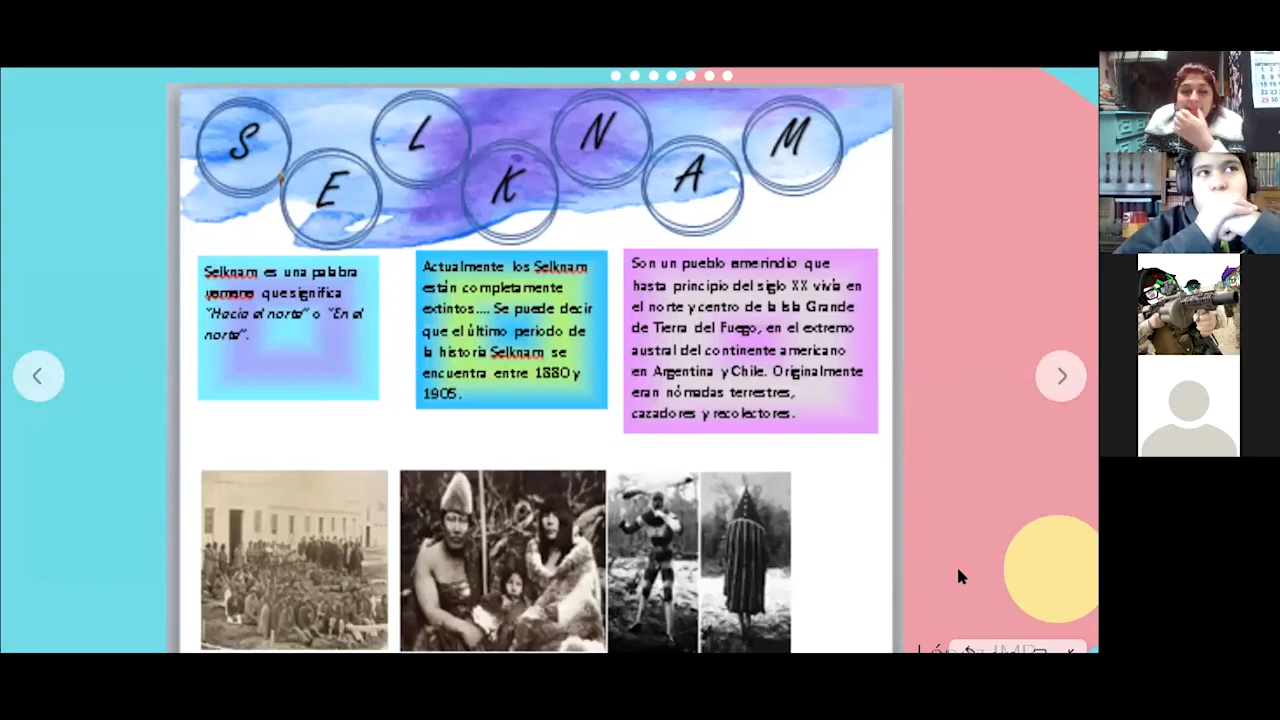 SELKNAM
Selknam es una palabra
yamana que significa
"Hacia el norte" o "En el
norte".
Actualmente los Selknam
están completamente
extintos.... Se puede decir
que el último periodo de
la historia Selknam se
encuentra entre 1880 y
1905.
Son un pueblo amerindio que
hasta principio del siglo XX vivía en
el norte y centro de la Isla Grande
de Tierra del Fuego, en el extremo
austral del continente americano
en Argentina y Chile. Originalmente
eran nómadas terrestres,
cazadores y recolectores.